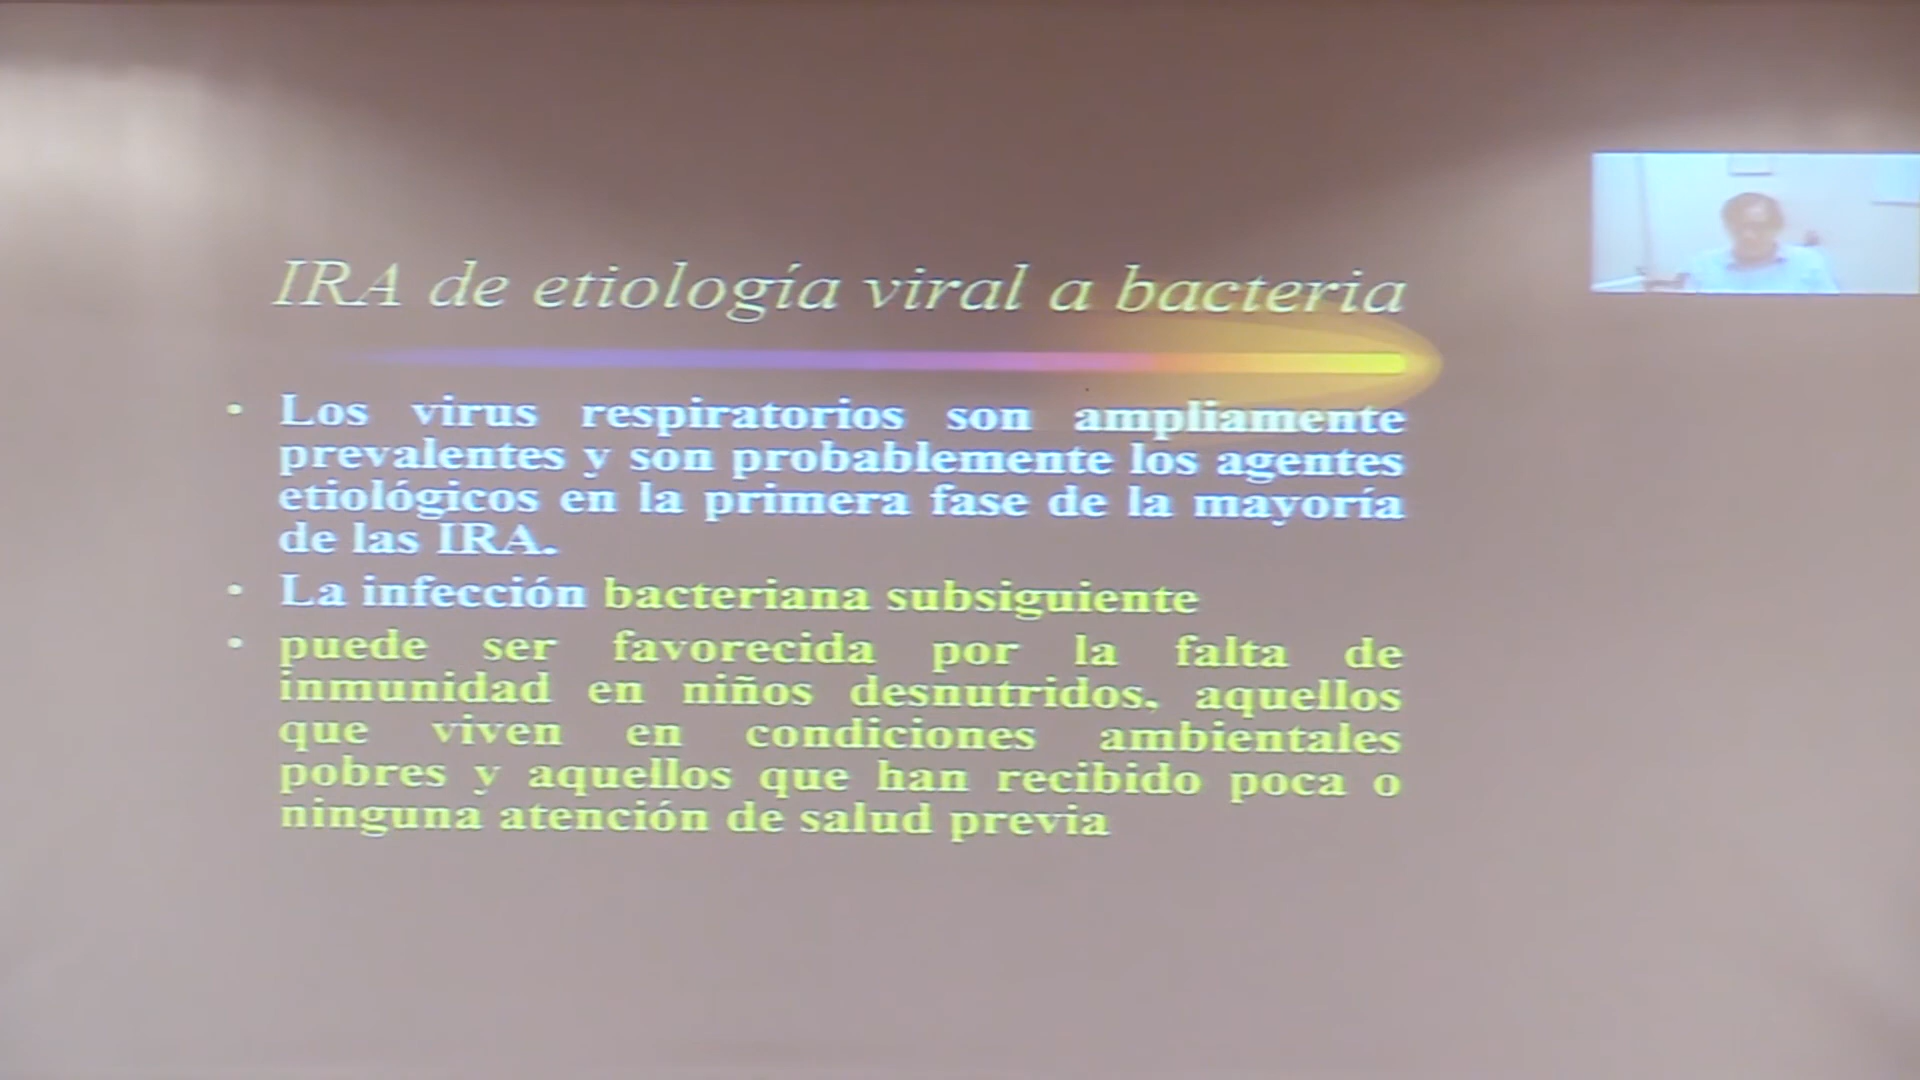 IRA de etiología viral a bacteria
• Los virus respiratorios son ampliamente
prevalentes y son probablemente los agentes
etiológicos en la primera fase de la mayoría
de las IRA.
• La infección bacteriana subsiguiente
• puede ser favorecida por la falta de
inmunidad en niños desnutridos, aquellos
que viven en condiciones ambientales
pobres y aquellos que han recibido poca o
ninguna atención de salud previa